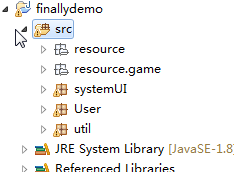 finallydemo
src
resource
resource.game
systemUI
User
util
JRE System Library [JavaSE-1.8]
Referenced Libraries